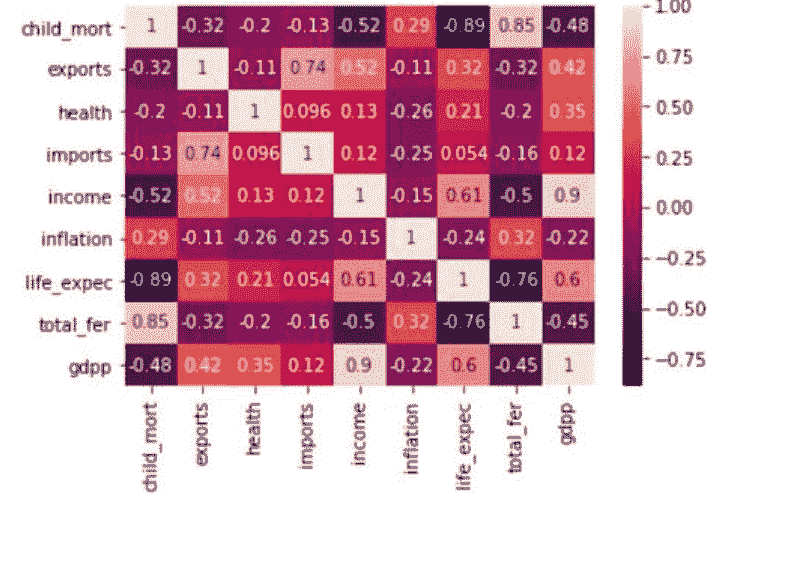 child_mort 1 -0.32 -0.2 -0.13 -0.52 0.29 -0.89 0.85 -0.48
exports -0.32 1 -0.11 0.74 0.52 -0.11 0.32 -0.32 0.42
health -0.2 -0.11 1 0.096 0.13 -0.26 0.21 -0.2 0.35
imports -0.13 0.74 0.096 1 0.12 -0.25 0.054 -0.16 0.12
income -0.52 0.52 0.13 0.12 1 -0.15 0.61 -0.5 0.9
inflation 0.29 -0.11 -0.26 -0.25 -0.15 1 -0.24 0.32 -0.22
life_expec -0.89 0.32 0.21 0.054 0.61 -0.24 1 -0.76 0.6
total_fer 0.85 -0.32 -0.2 -0.16 -0.5 0.32 -0.76 1 -0.45
gdpp -0.48 0.42 0.35 0.12 0.9 -0.22 0.6 -0.45 1
child_mort
exports
health
imports
income
inflation
life_expec
total_fer
gdpp
1.00
0.75
0.50
0.25
0.00
−0.25
−0.50
−0.75